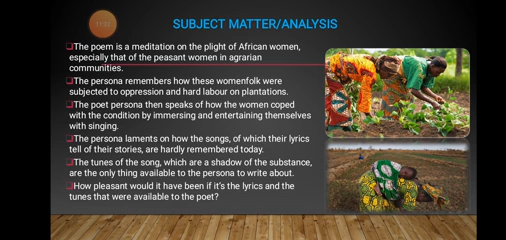 SUBJECT MATTER/ANALYSIS
The poem is a meditation on the plight of African women,
especially that of the peasant women in agrarian
communities.
The persona remembers how these womenfolk were
subjected to oppression and hard labour on plantations.
The poet persona then speaks of how the women coped
with the condition by immersing and entertaining themselves
with singing.
The persona laments on how the songs, of which their lyrics
tell of their stories, are hardly remembered today.
The tunes of the song, which are a shadow of the substance,
are the only thing available to the persona to write about.
How pleasant would it have been if it's the lyrics and the
tunes that were available to the poet?